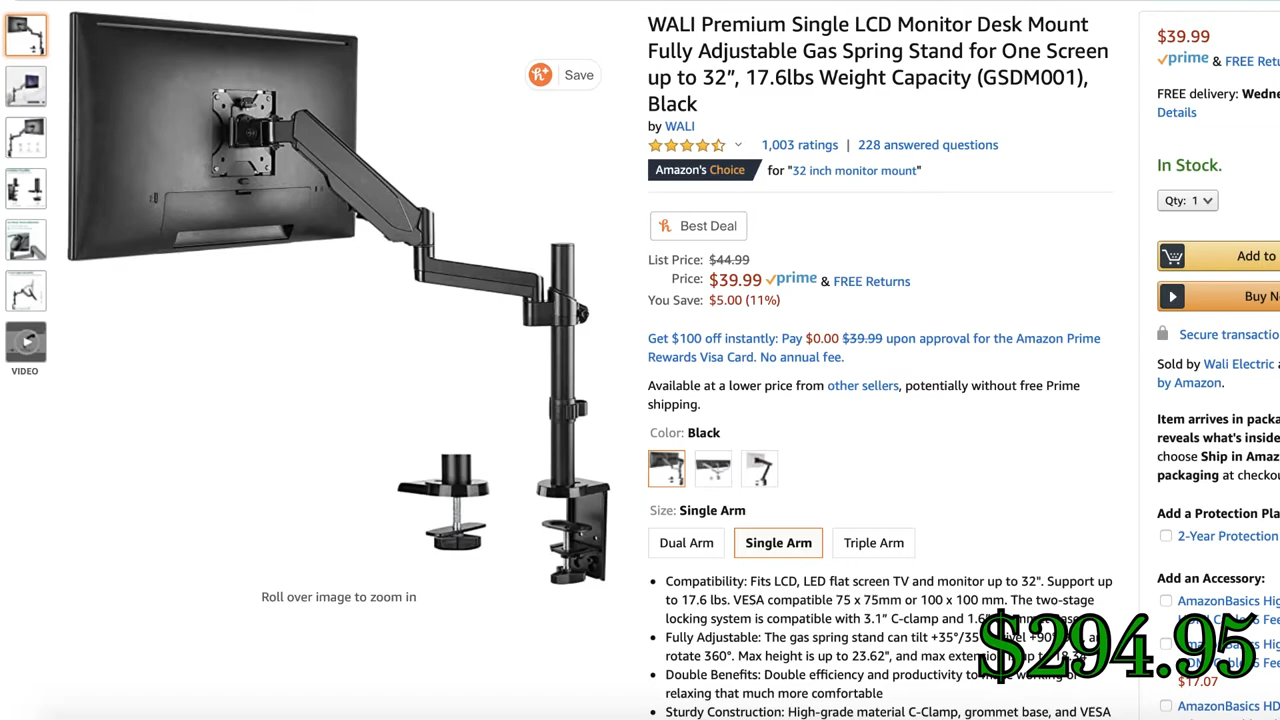 WALI Premium Single LCD Monitor Desk Mount
Fully Adjustable Gas Spring Stand for One Screen
up to 32”, 17.6lbs Weight Capacity (GSDM001),
Black
by WALI
1,003 ratings | 228 answered questions
Amazon's Choice for "32 inch monitor mount"
Save
Best Deal
List Price: $44.99
Price: $39.99 prime & FREE Returns
You Save: $5.00 (11%)
Get $100 off instantly: Pay $0.00 $39.99 upon approval for the Amazon Prime
Rewards Visa Card. No annual fee.
Available at a lower price from other sellers, potentially without free Prime
shipping.
Color: Black
Size: Single Arm
Dual Arm
Single Arm
Triple Arm
Compatibility: Fits LCD, LED flat screen TV and monitor up to 32". Support up
to 17.6 lbs. VESA compatible 75 x 75mm or 100 x 100 mm. The two-stage
locking system is compatible with 3.1” C-clamp and 1.6"
Fully Adjustable: The gas spring stand can tilt +35°/35
rotate 360°. Max height is up to 23.62", and max
Double Benefits: Double efficiency and productivity to
relaxing that much more comfortable
Sturdy Construction: High-grade material C-Clamp, grommet base, and VESA
VIDEO
Roll over image to zoom in
$39.99
prime & FREE Retu
FREE delivery: Wedne
Details
In Stock.
Qty: 1
Add to
Buy N
Secure transactio
Sold by Wali Electric
by Amazon.
Item arrives in packa
reveals what's inside
choose Ship in Amaz
packaging at checkou
Add a Protection Pla
2-Year Protection
Add an Accessory:
AmazonBasics Hig
$17.07
AmazonBasics HD
$294.95